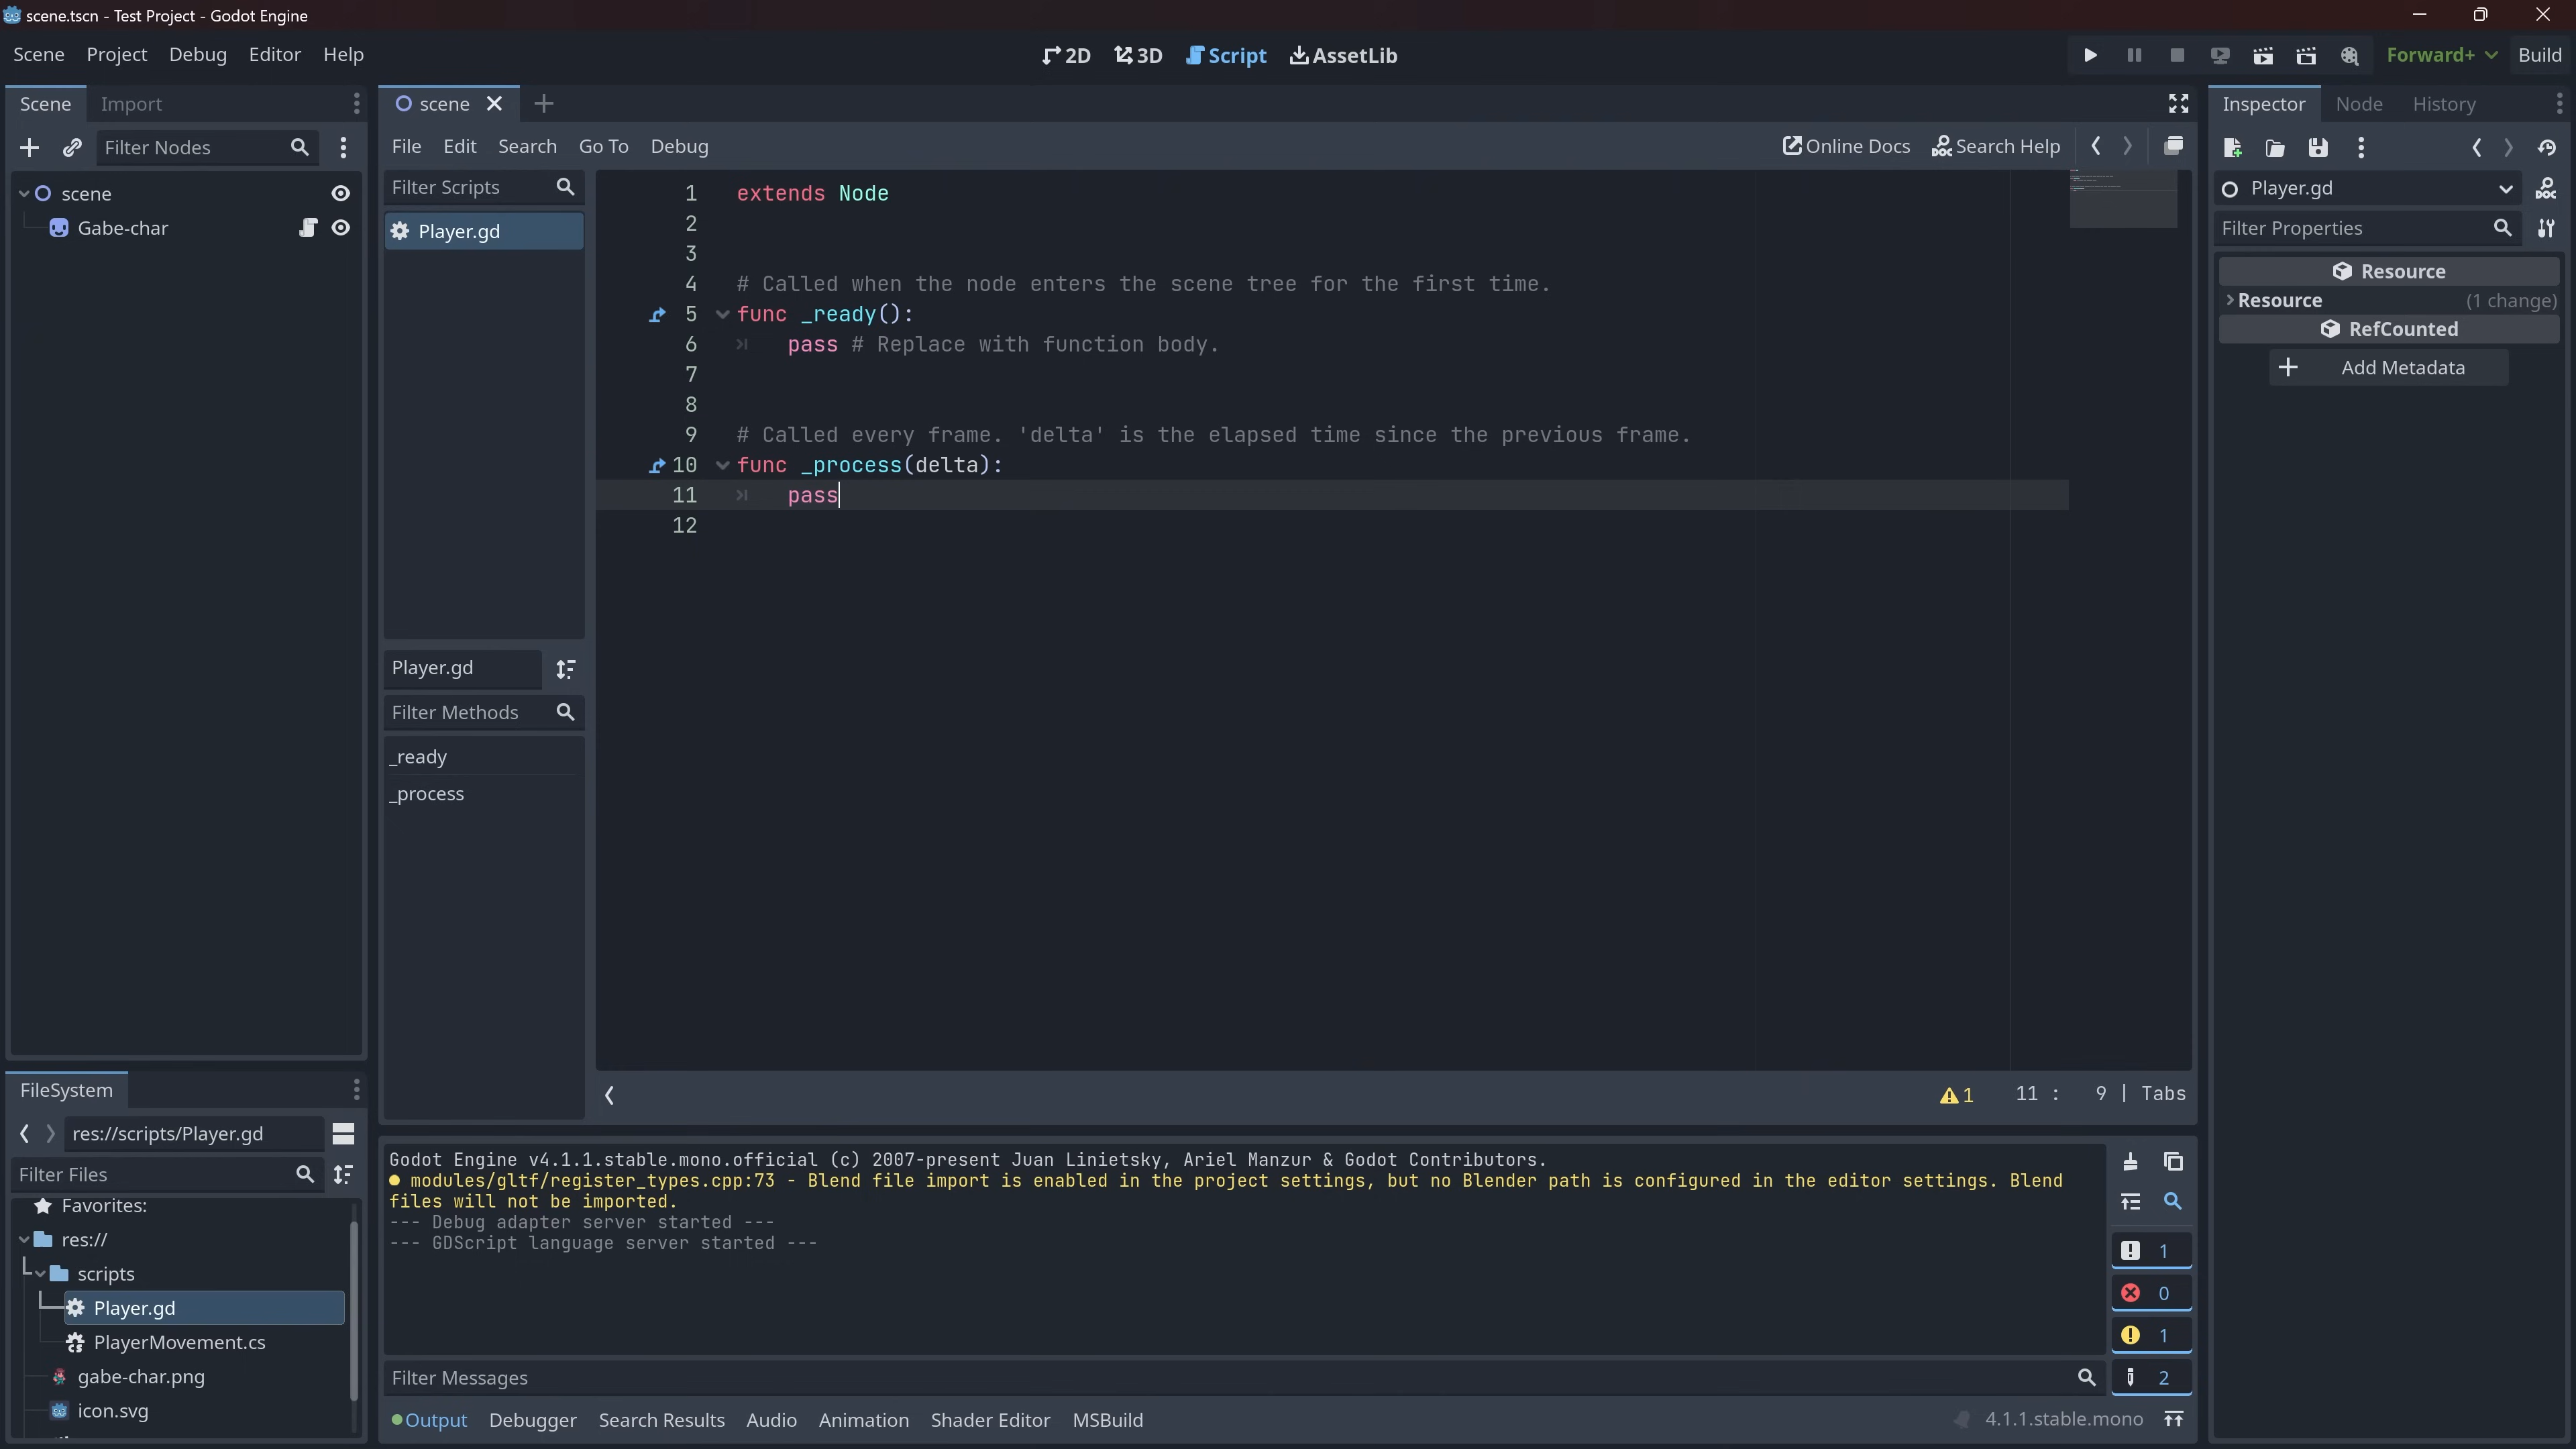 scene.tscn - Test Project - Godot Engine
Scene Project Debug Editor Help
2D 3D Script AssetLib
Forward+ Build
Scene Import
Filter Nodes
scene
Gabe-char
scene
File Edit Search Go To Debug
Online Docs Search Help
Filter Scripts
Player.gd
Player.gd
Filter Methods
_ready
_process
1 extends Node
2
3
4 # Called when the node enters the scene tree for the first time.
5 func _ready():
6 pass # Replace with function body.
7
8
9 # Called every frame. 'delta' is the elapsed time since the previous frame.
10 func _process(delta):
11 pass
12
1 11 : 9 | Tabs
Inspector Node History
Player.gd
Filter Properties
Resource
Resource (1 change)
RefCounted
Add Metadata
FileSystem
res://scripts/Player.gd
Filter Files
Favorites:
res://
scripts
Player.gd
PlayerMovement.cs
gabe-char.png
icon.svg
Godot Engine v4.1.1.stable.mono.official (c) 2007-present Juan Linietsky, Ariel Manzur & Godot Contributors.
modules/gltf/register_types.cpp:73 - Blend file import is enabled in the project settings, but no Blender path is configured in the editor settings. Blend
files will not be imported.
--- Debug adapter server started ---
--- GDScript language server started ---
1
0
1
2
Filter Messages
Output Debugger Search Results Audio Animation Shader Editor MSBuild
4.1.1.stable.mono